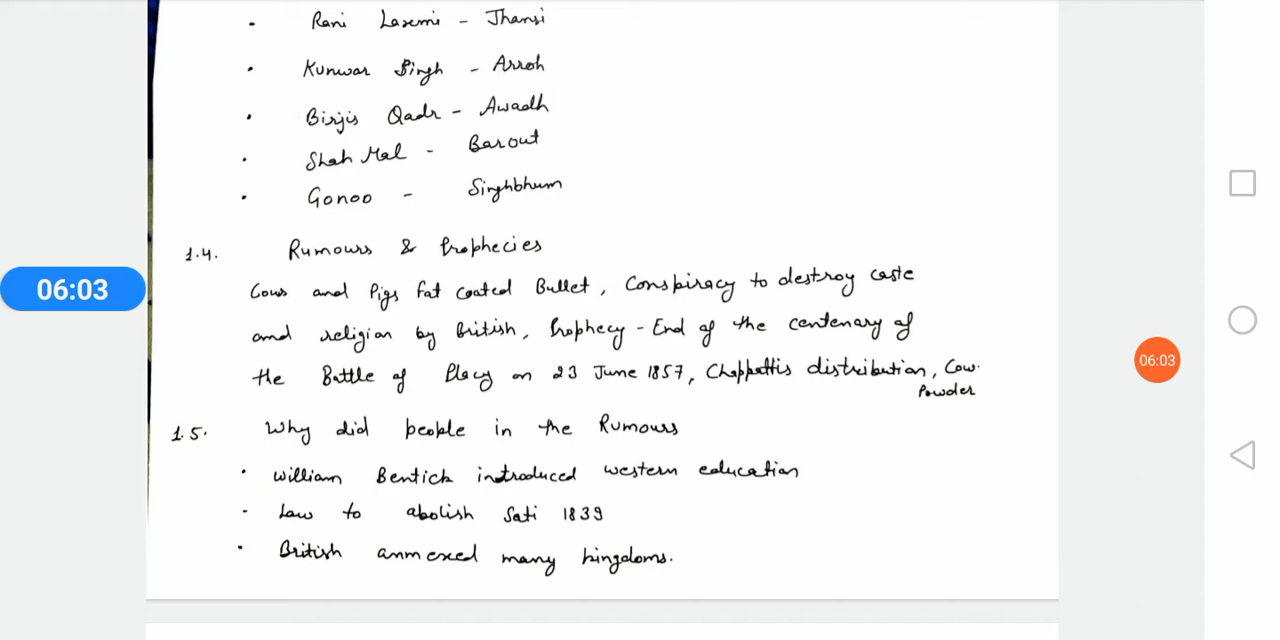 Rani Laxmi - Jhansi
Kunwar Singh - Arrah
Birjis Qadr - Awadh
Shah Mal - Barout
Gonoo - Singhbhum
1.4. Rumours & Prophecies
Cows and Pigs Fat coated Bullet, Conspiracy to destroy caste
06:03
and religion by British, Prophecy - End of the centenary of
06:03
the Battle of Placy on 23 June 1857, Chappattis distribution, Cow
Powder
1.5. Why did people in the Rumours
William Bentick introduced western education
Law to abolish Sati 1839
British annmexed many kingdoms.